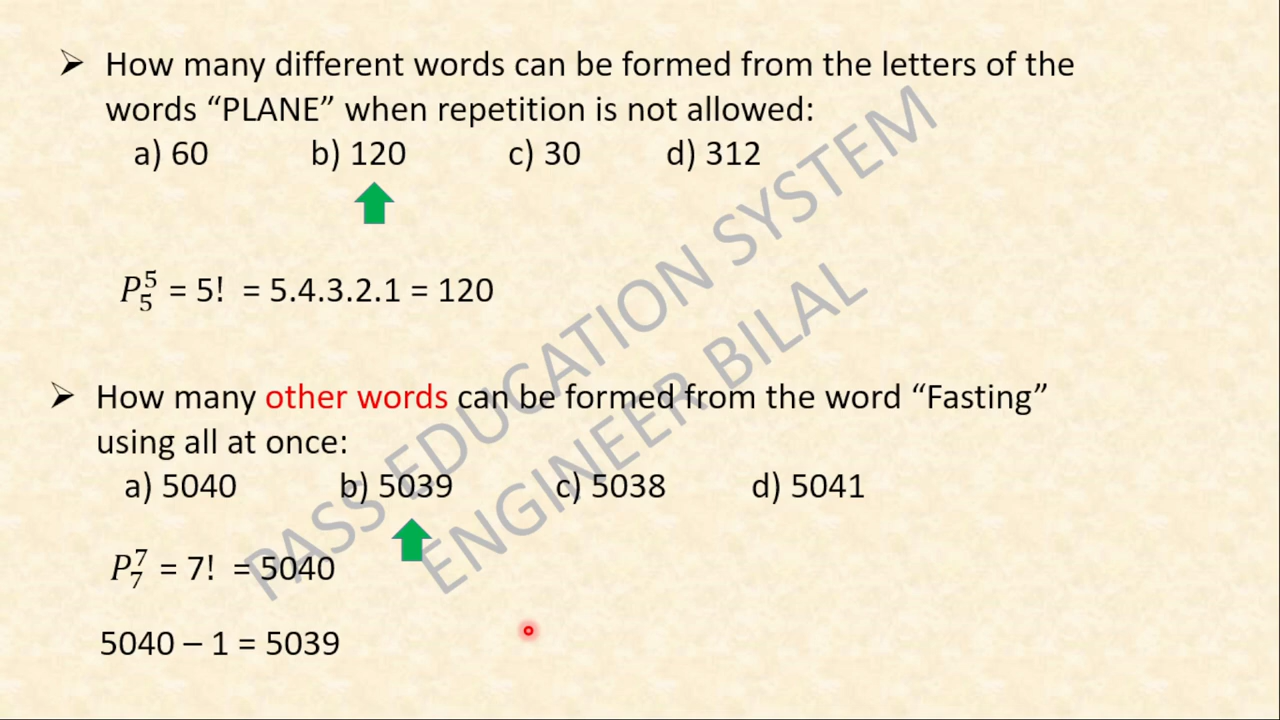 ➢ How many different words can be formed from the letters of the
words “PLANE” when repetition is not allowed:
a) 60 b) 120 c) 30 d) 312
P₅⁵ = 5! = 5.4.3.2.1 = 120
➢ How many other words can be formed from the word “Fasting”
using all at once:
a) 5040 b) 5039 c) 5038 d) 5041
P₇⁷ = 7! = 5040
5040 – 1 = 5039
PASS EDUCATION SYSTEM
ENGINEER BILAL